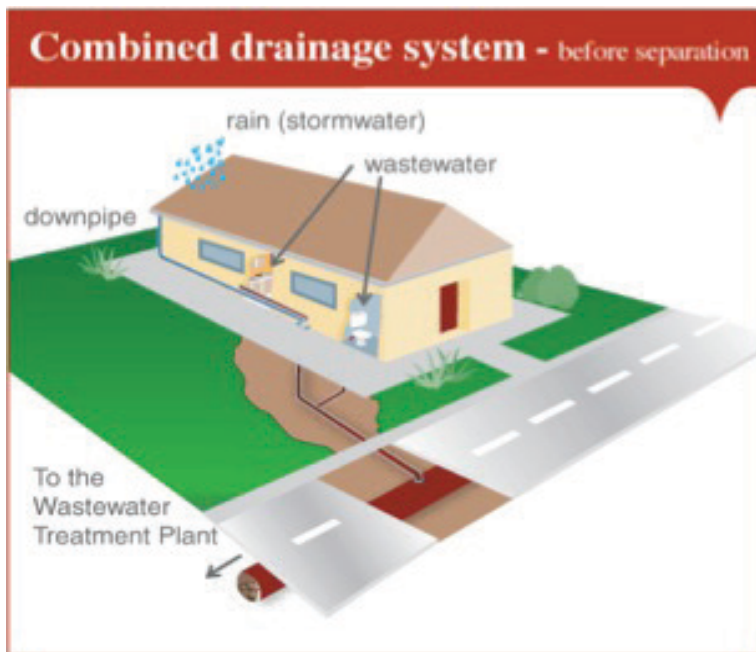 Combined drainage system - before separation
rain (stormwater)
wastewater
downpipe
To the
Wastewater
Treatment Plant